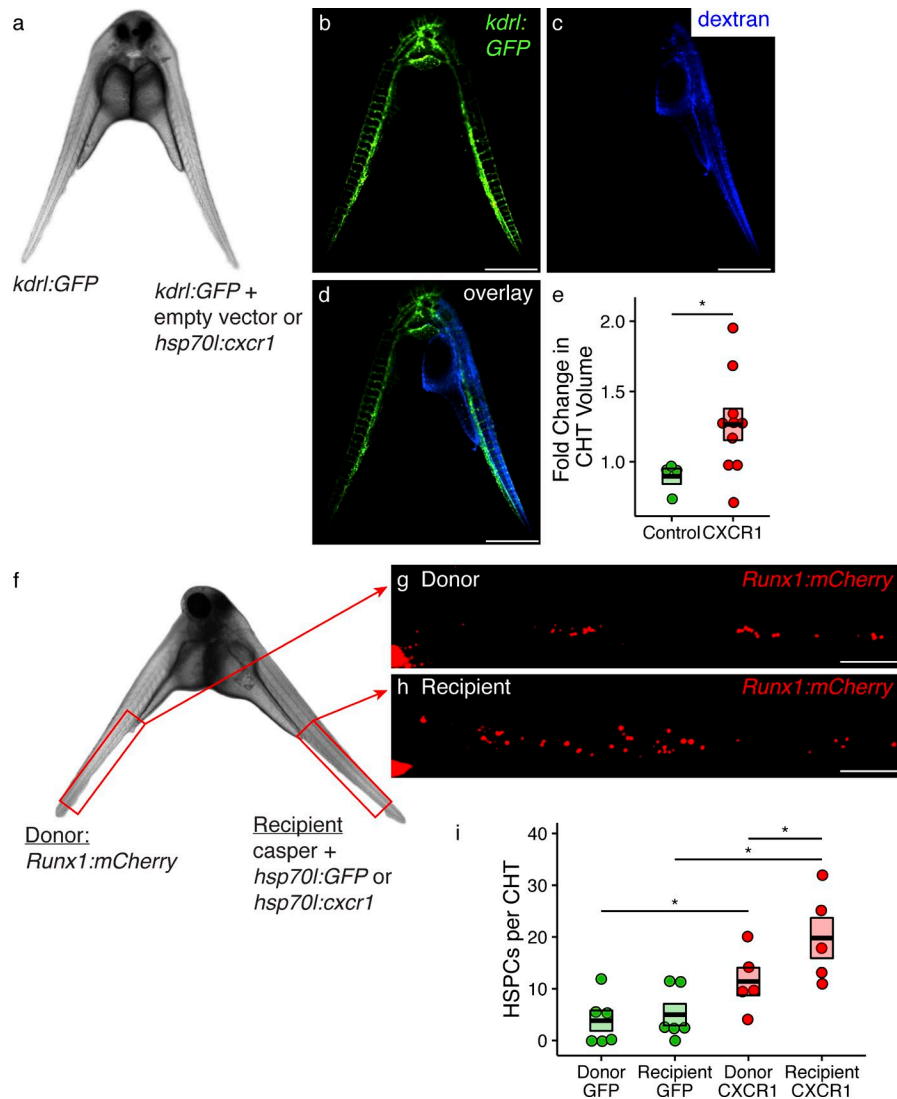 a
kdrl:GFP
kdrl:GFP +
empty vector or
hsp70l:cxcr1
b
kdrl:
GFP
c
dextran
d
overlay
e
*
Fold Change in
CHT Volume
2.0
1.5
1.0
Control
CXCR1
f
Donor:
Runx1:mCherry
Recipient
casper +
hsp70l:GFP or
hsp70l:cxcr1
g Donor
Runx1:mCherry
h Recipient
Runx1:mCherry
i
HSPCs per CHT
40
30
20
10
0
*
*
*
Donor
GFP
Recipient
GFP
Donor
CXCR1
Recipient
CXCR1